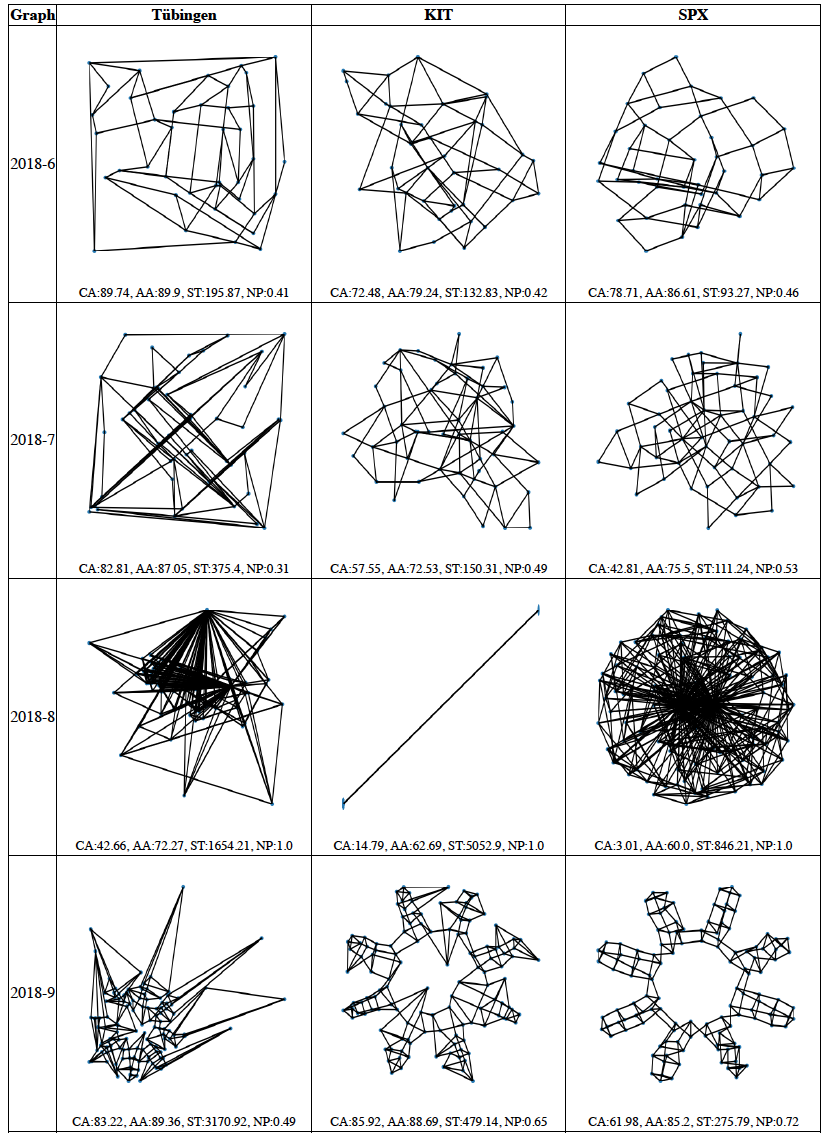 Graph Tübingen KIT SPX
2018-6
CA:89.74, AA:89.9, ST:195.87, NP:0.41 CA:72.48, AA:79.24, ST:132.83, NP:0.42 CA:78.71, AA:86.61, ST:93.27, NP:0.46
2018-7
CA:82.81, AA:87.05, ST:375.4, NP:0.31 CA:57.55, AA:72.53, ST:150.31, NP:0.49 CA:42.81, AA:75.5, ST:111.24, NP:0.53
2018-8
CA:42.66, AA:72.27, ST:1654.21, NP:1.0 CA:14.79, AA:62.69, ST:5052.9, NP:1.0 CA:3.01, AA:60.0, ST:846.21, NP:1.0
2018-9
CA:83.22, AA:89.36, ST:3170.92, NP:0.49 CA:85.92, AA:88.69, ST:479.14, NP:0.65 CA:61.98, AA:85.2, ST:275.79, NP:0.72